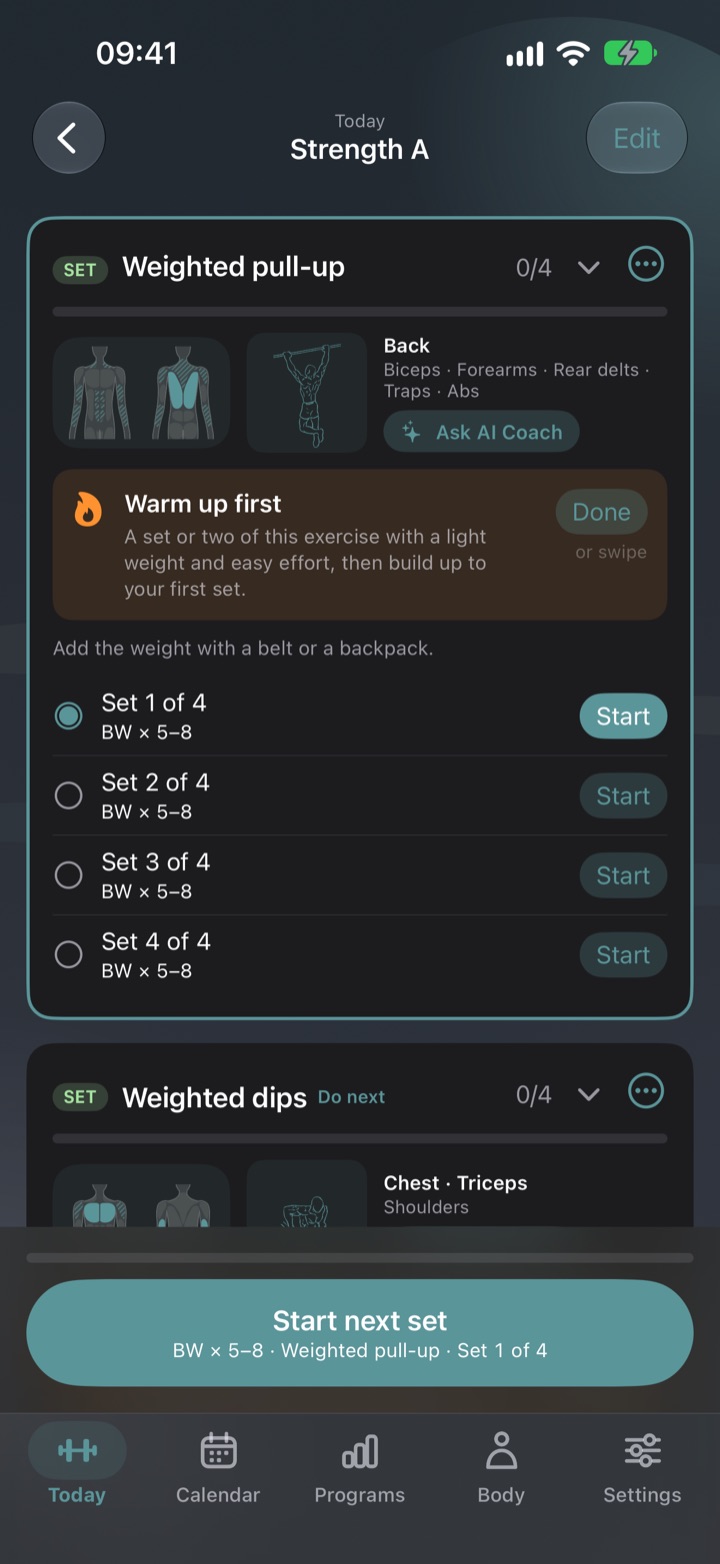 09:41
Today
Strength A
Edit
SET Weighted pull-up 0/4
Back
Biceps · Forearms · Rear delts ·
Traps · Abs
Ask AI Coach
Warm up first
Done
A set or two of this exercise with a light
or swipe
weight and easy effort, then build up to
your first set.
Add the weight with a belt or a backpack.
Set 1 of 4
BW × 5–8
Start
Set 2 of 4
BW × 5–8
Start
Set 3 of 4
BW × 5–8
Start
Set 4 of 4
BW × 5–8
Start
SET Weighted dips Do next 0/4
Chest · Triceps
Shoulders
Start next set
BW × 5–8 · Weighted pull-up · Set 1 of 4
Today Calendar Programs Body Settings